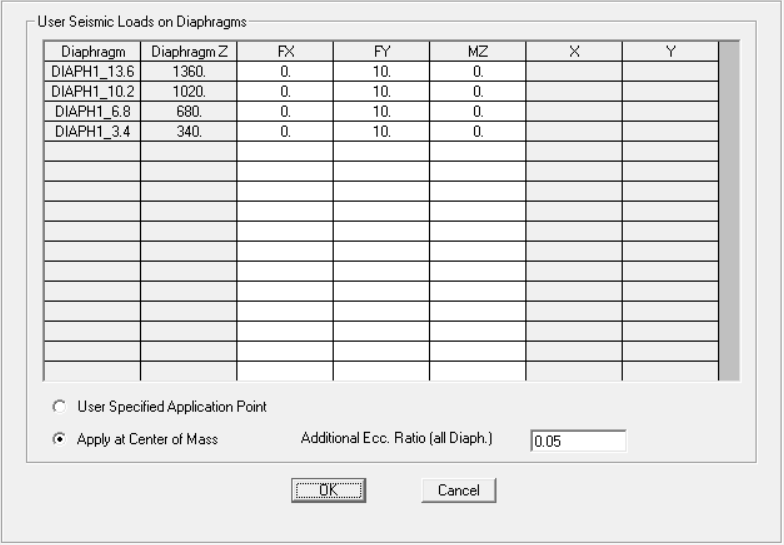 User Seismic Loads on Diaphragms
Diaphragm Diaphragm Z FX FY MZ X Y
DIAPH1_13.6 1360. 0. 10. 0.
DIAPH1_10.2 1020. 0. 10. 0.
DIAPH1_6.8 680. 0. 10. 0.
DIAPH1_3.4 340. 0. 10. 0.
User Specified Application Point
Apply at Center of Mass Additional Ecc. Ratio (all Diaph.) 0.05
OK Cancel